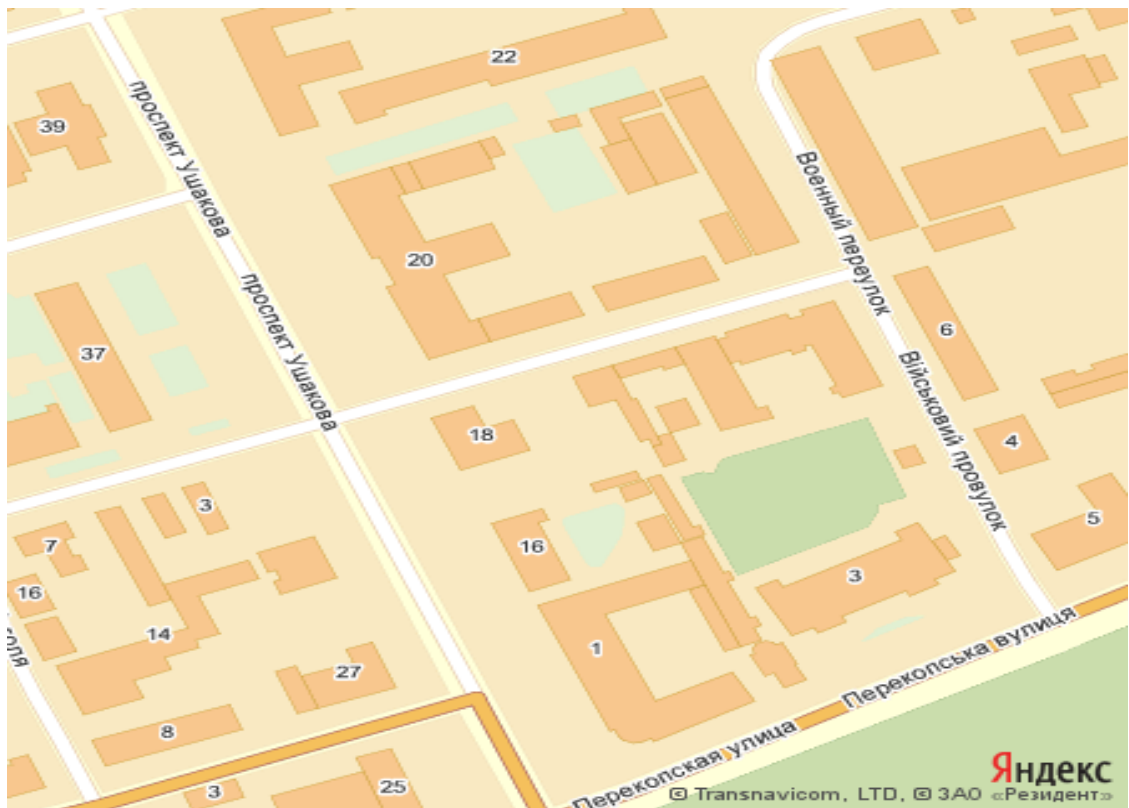 22
39
проспект Ушакова
Военный переулок
20
проспект Ушакова
6
37
Військовий провулок
18
4
3
5
7
16
3
16
14
1
27
Перекопська вулиця
8
Перекопская улица
25
3
Яндекс
© Transnavicom, LTD, © ЗАО «Резидент»